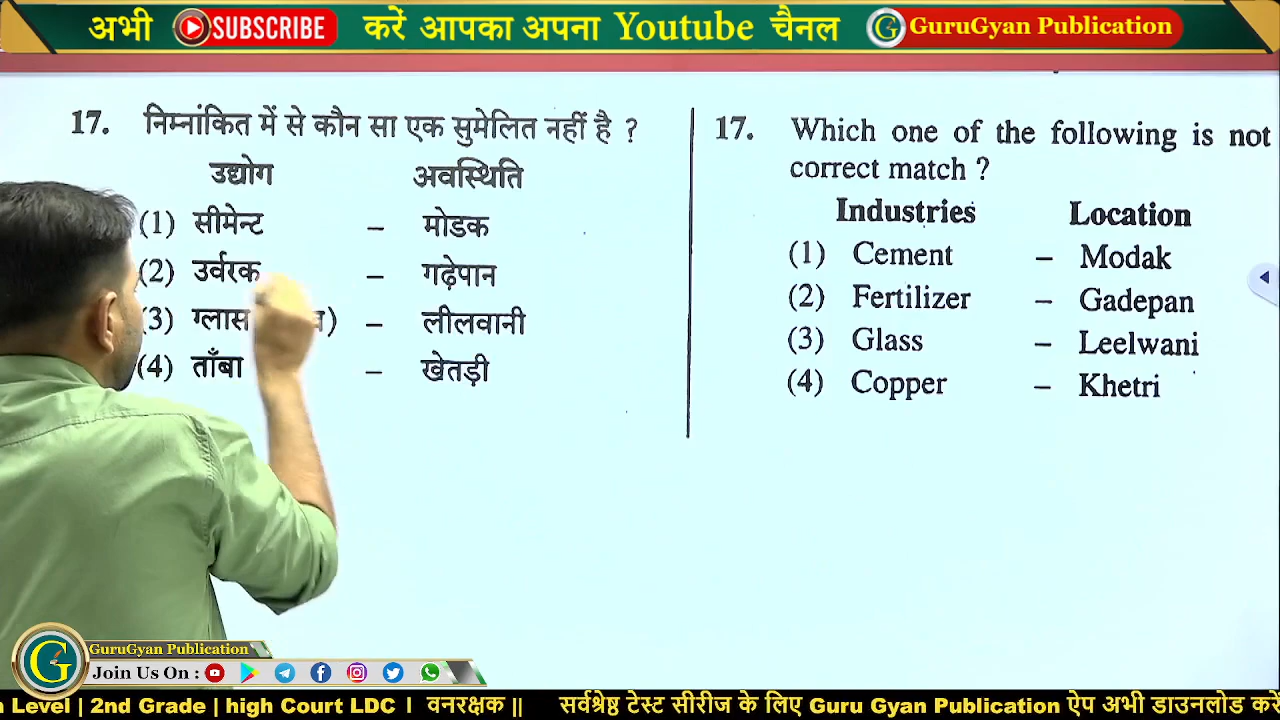 अभी SUBSCRIBE करें आपका अपना Youtube चैनल G GuruGyan Publication
17. निम्नांकित में से कौन सा एक सुमेलित नहीं है ?
उद्योग अवस्थिति
(1) सीमेन्ट – मोडक
(2) उर्वरक – गढ़ेपान
(3) ग्लास – लीलवानी
(4) ताँबा – खेतड़ी
17. Which one of the following is not
correct match ?
Industries Location
(1) Cement – Modak
(2) Fertilizer – Gadepan
(3) Glass – Leelwani
(4) Copper – Khetri
G GuruGyan Publication
Join Us On :
Level | 2nd Grade | high Court LDC । वनरक्षक || सर्वश्रेष्ठ टेस्ट सीरीज के लिए Guru Gyan Publication ऐप अभी डाउनलोड करें